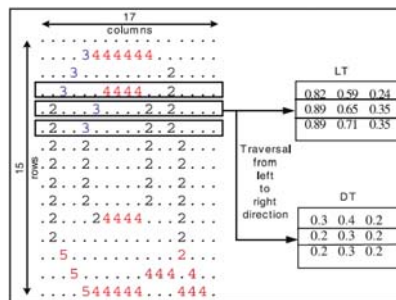 17
columns
.................
....3444444......
...3........2....
..3...4444..2....
.2...3....2.2....
.2..3.....2.2....
.2..2.....2..2...
.2..2.....2..2...
.2..2.....2..2...
.2..2.....2..2...
.2...24444...2...
.2...........2...
..5..........2...
...5......444.4..
....5444444..444.
15
rows
Traversal
from
left
to
right
direction
LT
0.82 0.59 0.24
0.89 0.65 0.35
0.89 0.71 0.35
DT
0.3 0.4 0.2
0.2 0.3 0.2
0.2 0.3 0.2